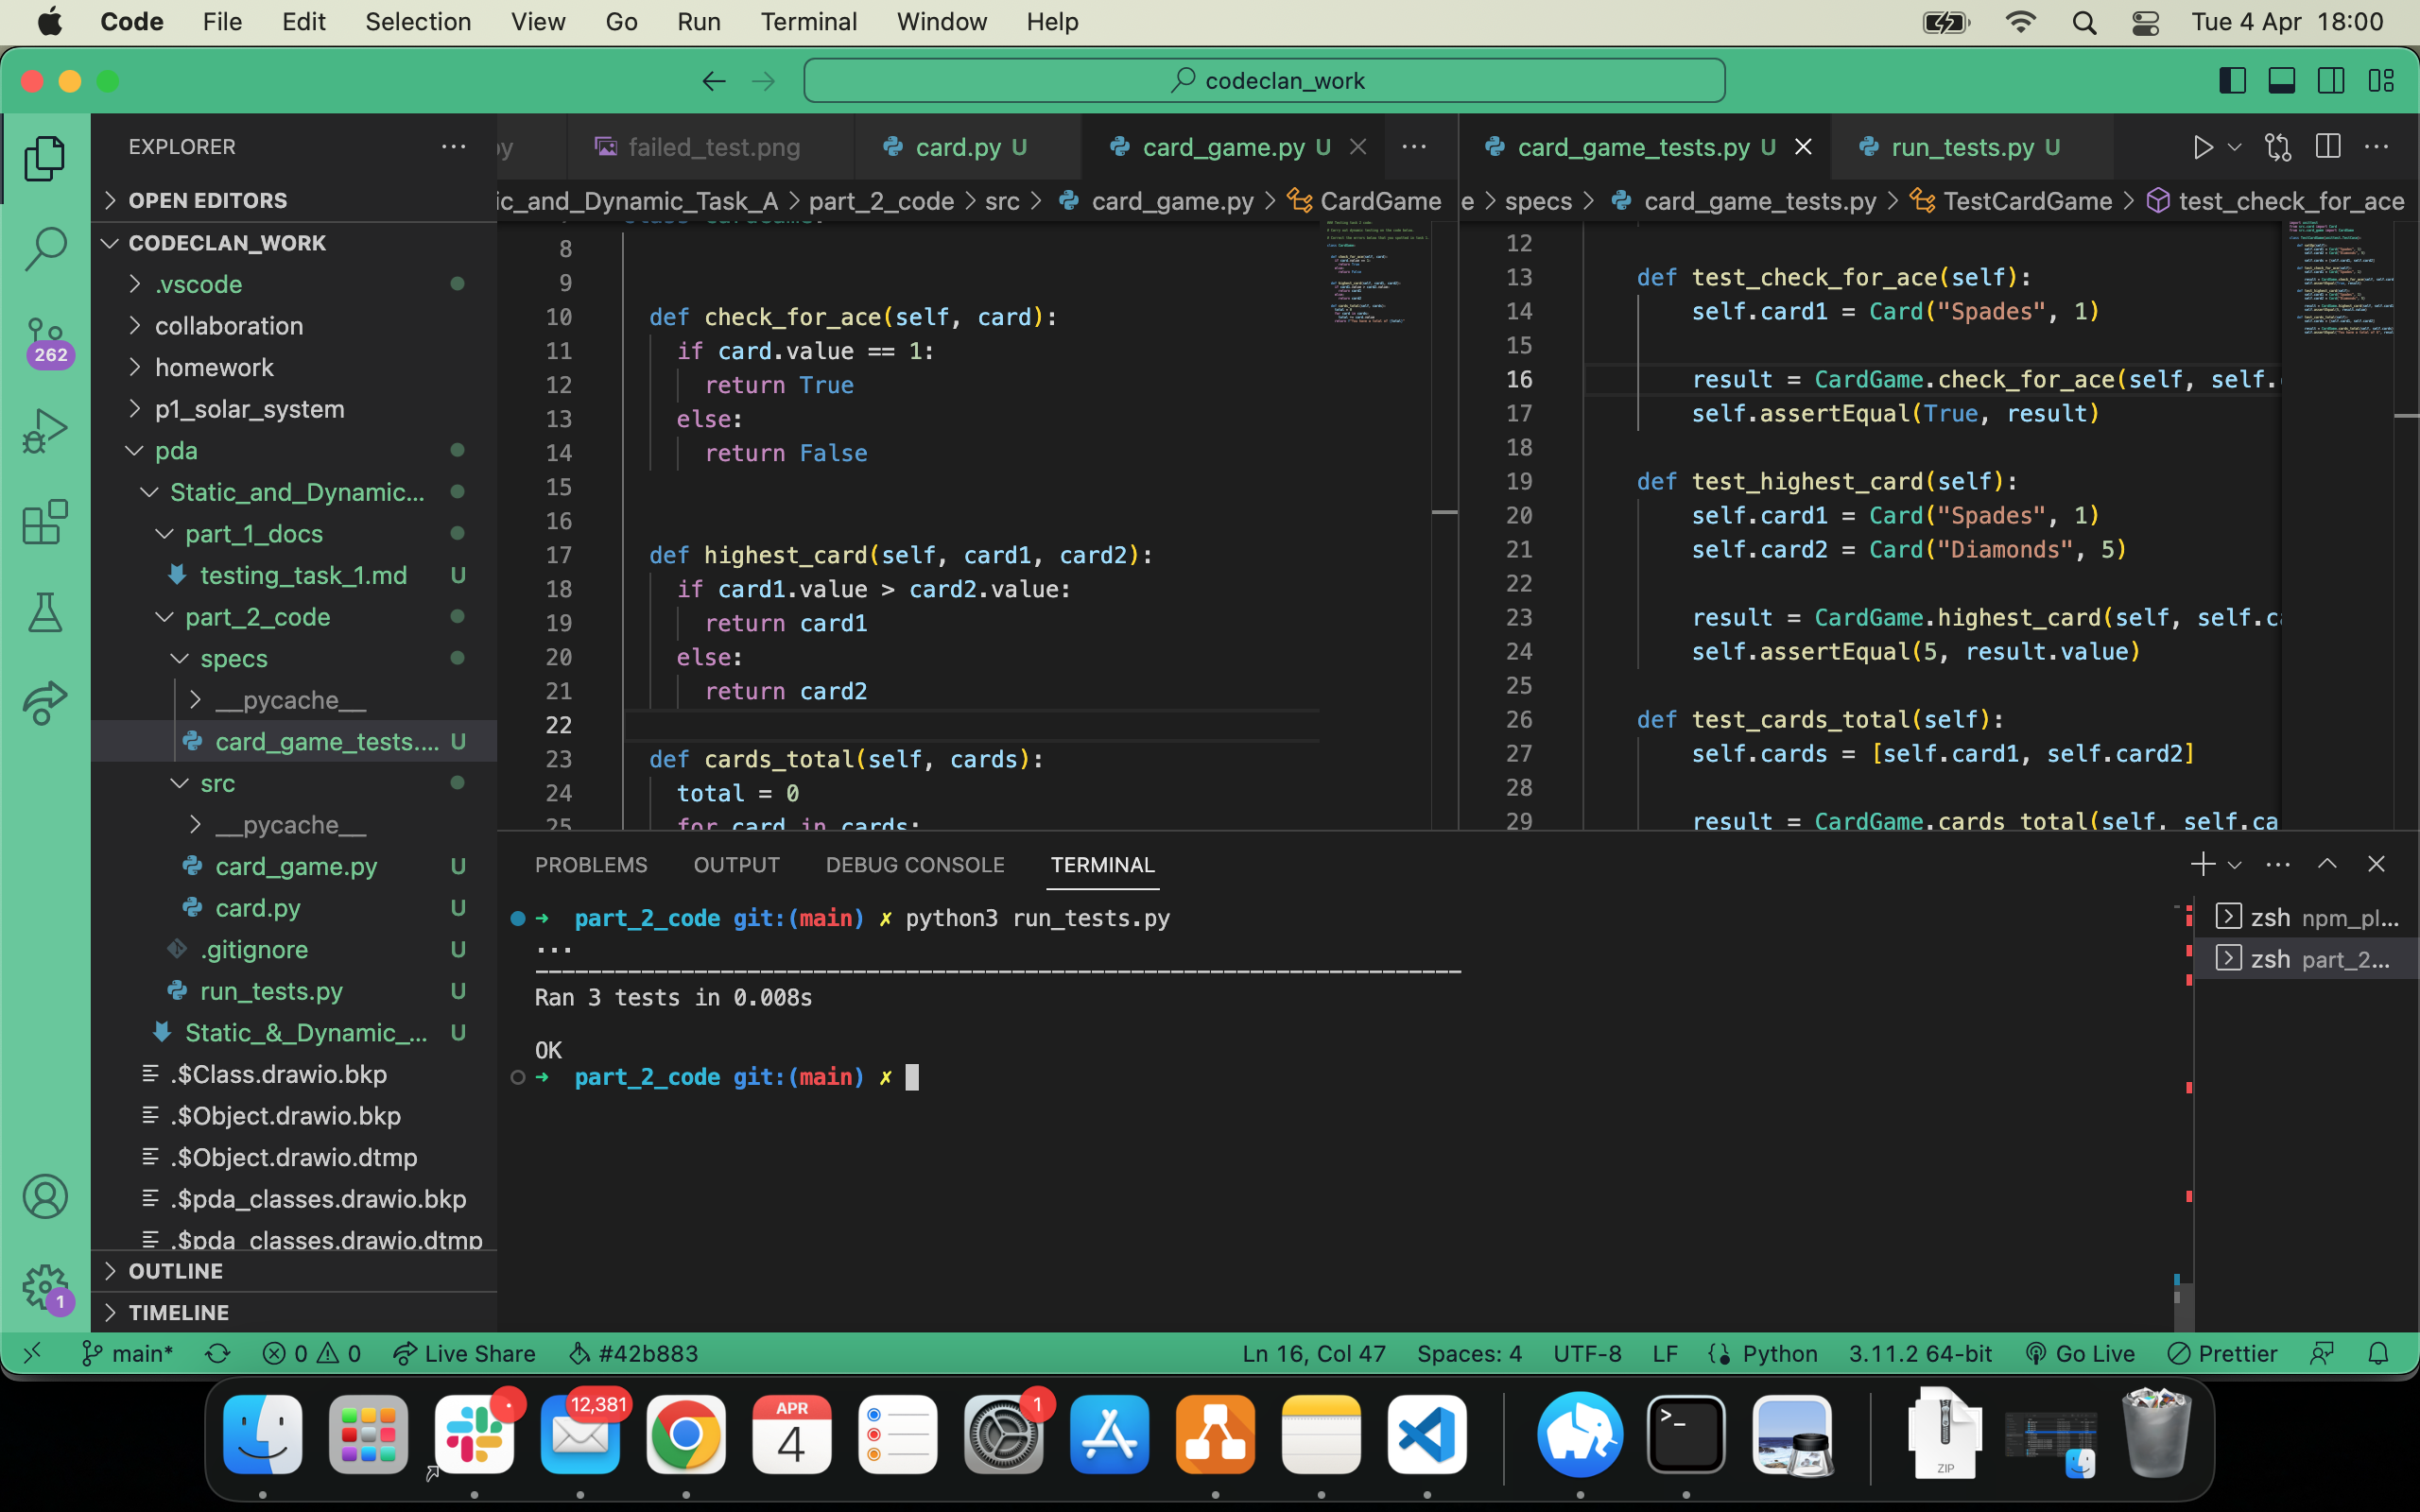 Code File Edit Selection View Go Run Terminal Window Help Tue 4 Apr 18:00
codeclan_work
EXPLORER
OPEN EDITORS
CODECLAN_WORK
.vscode
collaboration
homework
p1_solar_system
pda
Static_and_Dynamic...
part_1_docs
testing_task_1.md U
part_2_code
specs
__pycache__
card_game_tests.... U
src
__pycache__
card_game.py U
card.py U
.gitignore U
run_tests.py U
Static_&_Dynamic_... U
.$Class.drawio.bkp
.$Object.drawio.bkp
.$Object.drawio.dtmp
.$pda_classes.drawio.bkp
.$pda_classes.drawio.dtmp
OUTLINE
TIMELINE
262
1
py failed_test.png card.py U card_game.py U
ic_and_Dynamic_Task_A > part_2_code > src > card_game.py > CardGame
8
9
10 def check_for_ace(self, card):
11 if card.value == 1:
12 return True
13 else:
14 return False
15
16
17 def highest_card(self, card1, card2):
18 if card1.value > card2.value:
19 return card1
20 else:
21 return card2
22
23 def cards_total(self, cards):
24 total = 0
25 for card in cards:
card_game_tests.py U run_tests.py U
e > specs > card_game_tests.py > TestCardGame > test_check_for_ace
12
13 def test_check_for_ace(self):
14 self.card1 = Card("Spades", 1)
15
16 result = CardGame.check_for_ace(self, self.
17 self.assertEqual(True, result)
18
19 def test_highest_card(self):
20 self.card1 = Card("Spades", 1)
21 self.card2 = Card("Diamonds", 5)
22
23 result = CardGame.highest_card(self, self.ca
24 self.assertEqual(5, result.value)
25
26 def test_cards_total(self):
27 self.cards = [self.card1, self.card2]
28
29 result = CardGame.cards_total(self, self.ca
PROBLEMS OUTPUT DEBUG CONSOLE TERMINAL
➜ part_2_code git:(main) ✗ python3 run_tests.py
...
----------------------------------------------------------------------
Ran 3 tests in 0.008s
OK
➜ part_2_code git:(main) ✗
zsh npm_pl...
zsh part_2...
main* 0 0 Live Share #42b883 Ln 16, Col 47 Spaces: 4 UTF-8 LF Python 3.11.2 64-bit Go Live Prettier
12,381
APR
4
1
ZIP